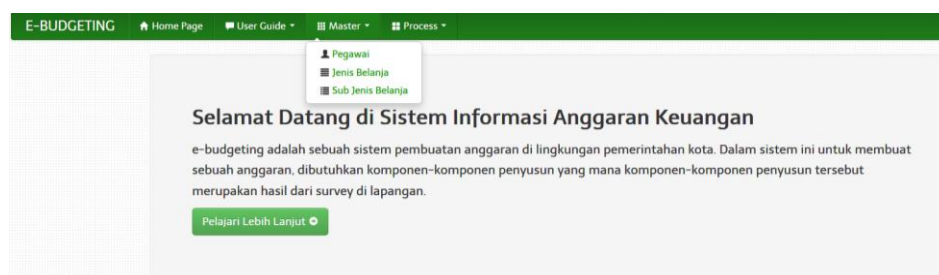 E-BUDGETING Home Page User Guide Master Process
Pegawai
Jenis Belanja
Sub Jenis Belanja
Selamat Datang di Sistem Informasi Anggaran Keuangan
e-budgeting adalah sebuah sistem pembuatan anggaran di lingkungan pemerintahan kota. Dalam sistem ini untuk membuat
sebuah anggaran, dibutuhkan komponen-komponen penyusun yang mana komponen-komponen penyusun tersebut
merupakan hasil dari survey di lapangan.
Pelajari Lebih Lanjut